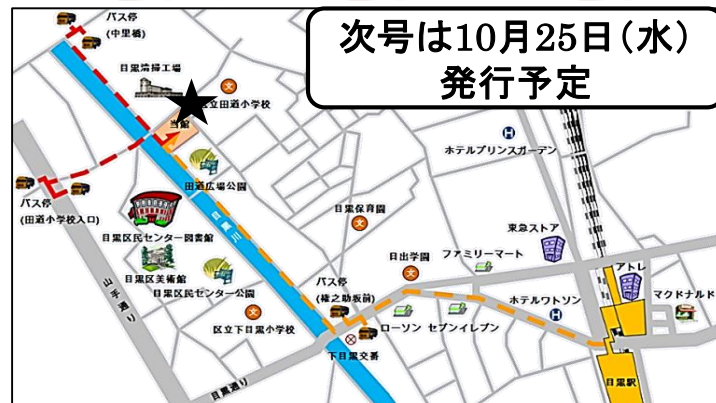 次号は10月25日（水）
発行予定
バス停
(中里橋)
目黒清掃工場
区立田道小学校
当館
ホテルプリンスガーデン
田道広場公園
バス停
(田道小学校入口)
目黒保育園
目黒区民センター図書館
目黒川
東急ストア
日出学園
ファミリーマート
目黒区美術館
アトレ
目黒区民センター公園
バス停
(権之助坂前)
マクドナルド
ホテルワトソン
山手通り
区立下目黒小学校
ローソン セブンイレブン
下目黒交番
目黒通り
目黒駅